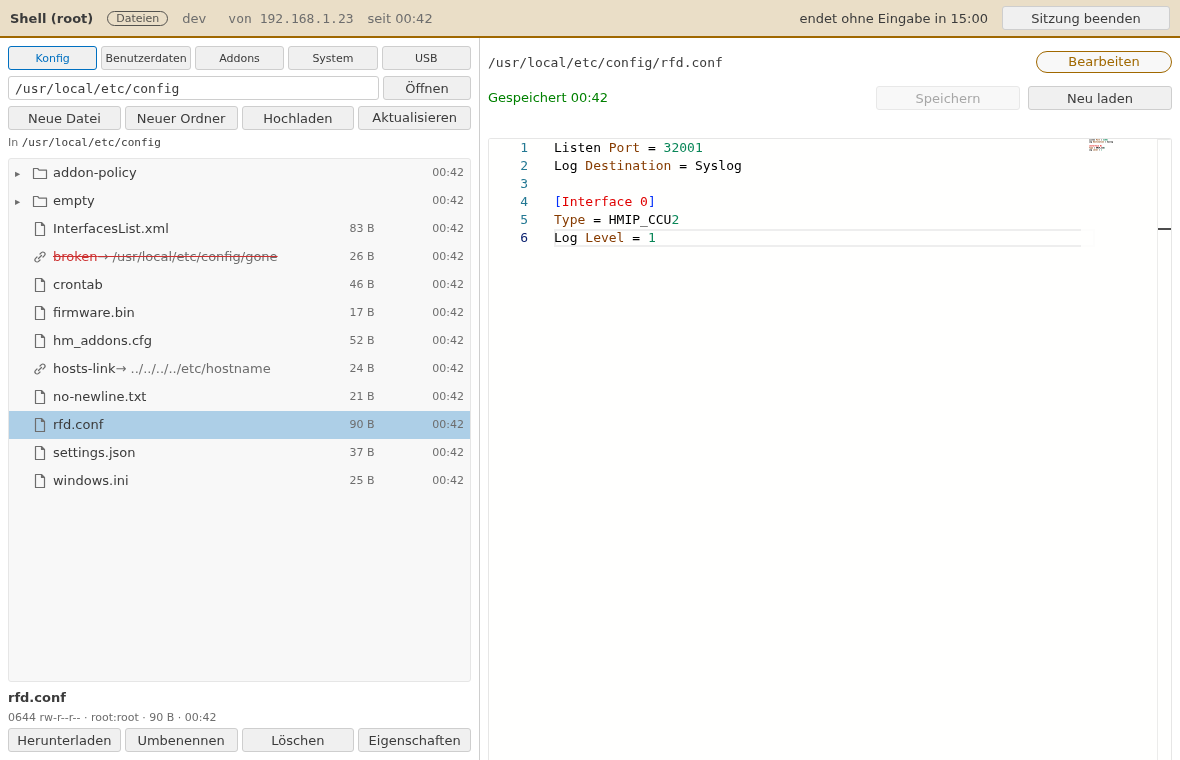 Shell (root) Dateien dev von 192.168.1.23 seit 00:42 endet ohne Eingabe in 15:00 Sitzung beenden
Konfig Benutzerdaten Addons System USB
/usr/local/etc/config Öffnen
Neue Datei Neuer Ordner Hochladen Aktualisieren
In /usr/local/etc/config
▸ addon-policy 00:42
▸ empty 00:42
InterfacesList.xml 83 B 00:42
broken→ /usr/local/etc/config/gone 26 B 00:42
crontab 46 B 00:42
firmware.bin 17 B 00:42
hm_addons.cfg 52 B 00:42
hosts-link→ ../../../../etc/hostname 24 B 00:42
no-newline.txt 21 B 00:42
rfd.conf 90 B 00:42
settings.json 37 B 00:42
windows.ini 25 B 00:42
rfd.conf
0644 rw-r--r-- · root:root · 90 B · 00:42
Herunterladen Umbenennen Löschen Eigenschaften
/usr/local/etc/config/rfd.conf Bearbeiten
Gespeichert 00:42 Speichern Neu laden
1 Listen Port = 32001
2 Log Destination = Syslog
3
4 [Interface 0]
5 Type = HMIP_CCU2
6 Log Level = 1